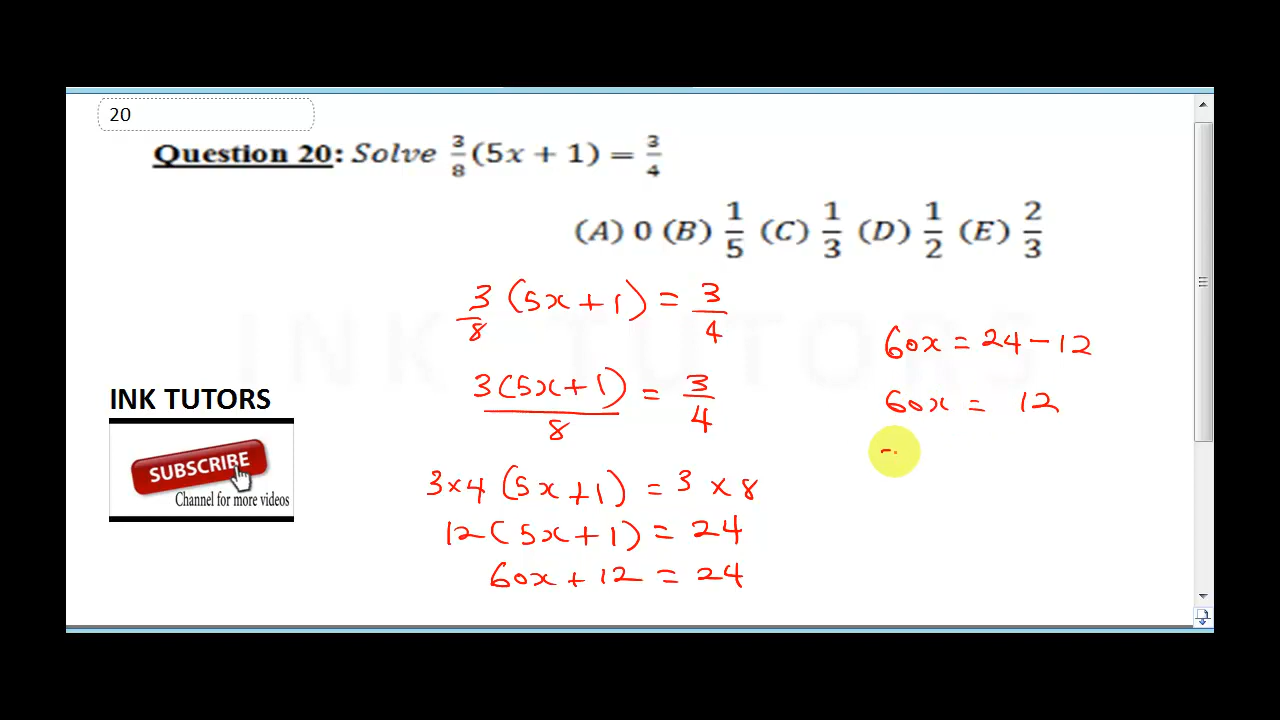 20
Question 20: Solve 3/8(5x + 1) = 3/4
(A) 0 (B) 1/5 (C) 1/3 (D) 1/2 (E) 2/3
3/8 (5x + 1) = 3/4
3(5x + 1)/8 = 3/4
3 x 4 (5x + 1) = 3 x 8
12 (5x + 1) = 24
60x + 12 = 24
60x = 24 - 12
60x = 12
INK TUTORS
INK TUTORS
SUBSCRIBE
Channel for more videos